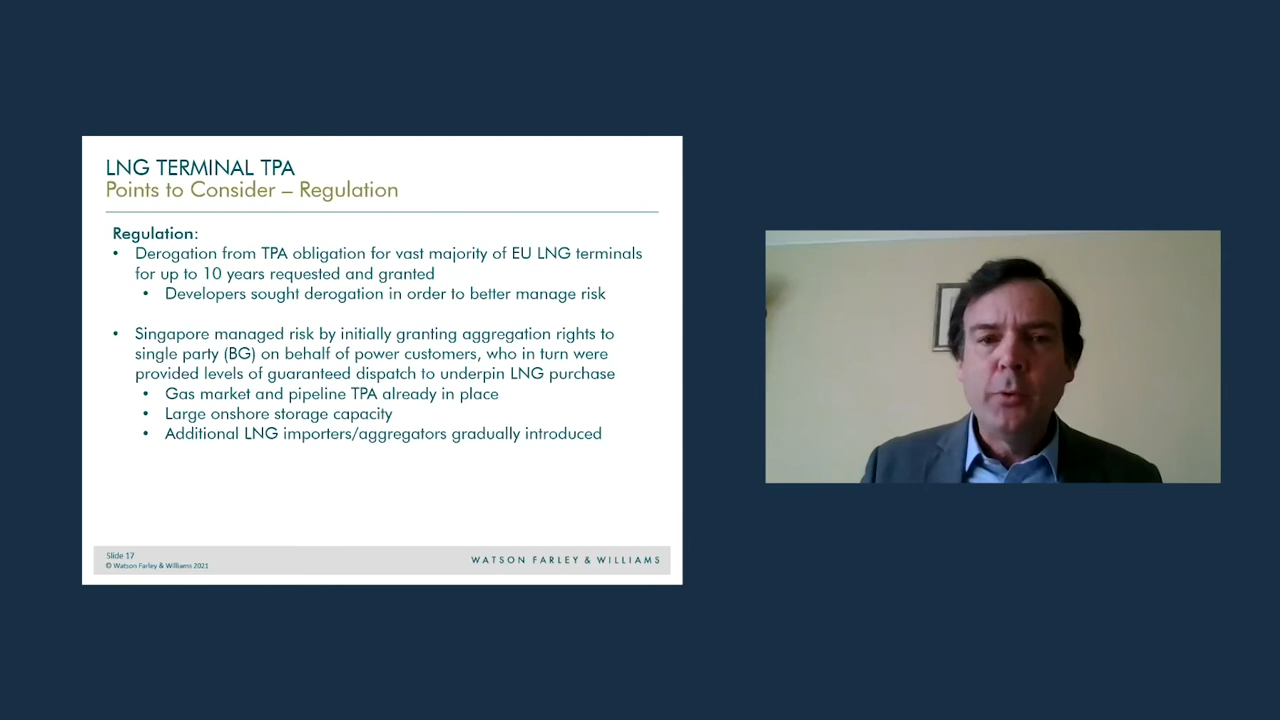 LNG TERMINAL TPA
Points to Consider – Regulation
Regulation:
• Derogation from TPA obligation for vast majority of EU LNG terminals
for up to 10 years requested and granted
• Developers sought derogation in order to better manage risk
• Singapore managed risk by initially granting aggregation rights to
single party (BG) on behalf of power customers, who in turn were
provided levels of guaranteed dispatch to underpin LNG purchase
• Gas market and pipeline TPA already in place
• Large onshore storage capacity
• Additional LNG importers/aggregators gradually introduced
Slide 17
© Watson Farley & Williams 2021
WATSON FARLEY & WILLIAMS